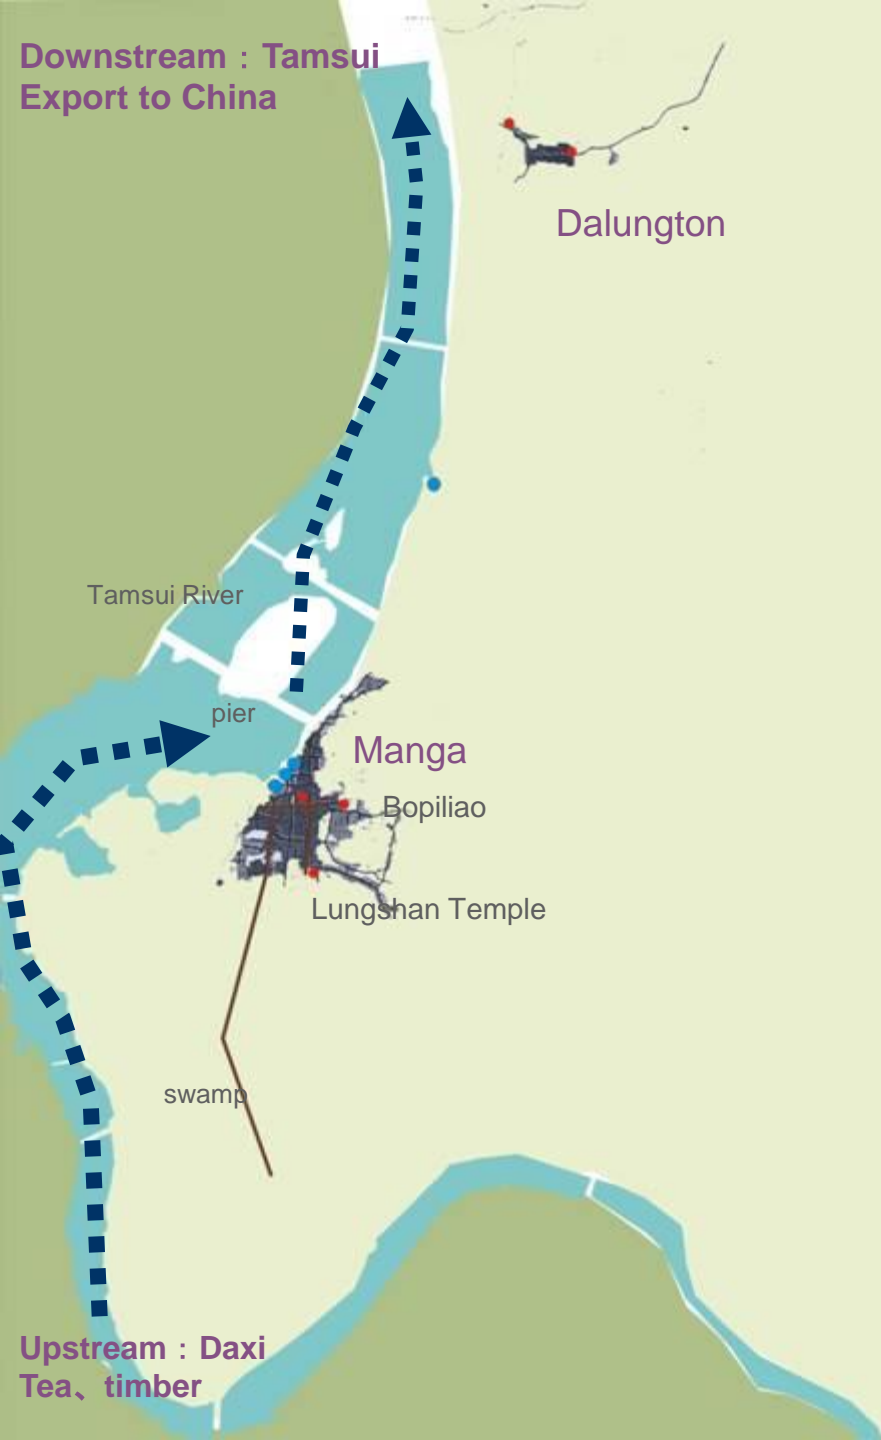 Downstream：Tamsui
Export to China
Dalungton
Tamsui River
pier
Manga
Bopiliao
Lungshan Temple
swamp
Upstream：Daxi
Tea、timber